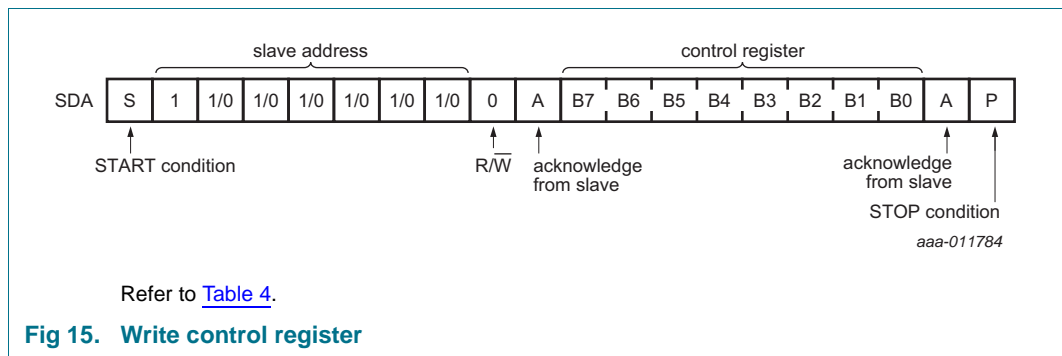 slave address control register
SDA S 1 1/0 1/0 1/0 1/0 1/0 1/0 0 A B7 B6 B5 B4 B3 B2 B1 B0 A P
START condition R/W̅ acknowledge from slave acknowledge from slave
STOP condition
aaa-011784
Refer to Table 4.
Fig 15. Write control register